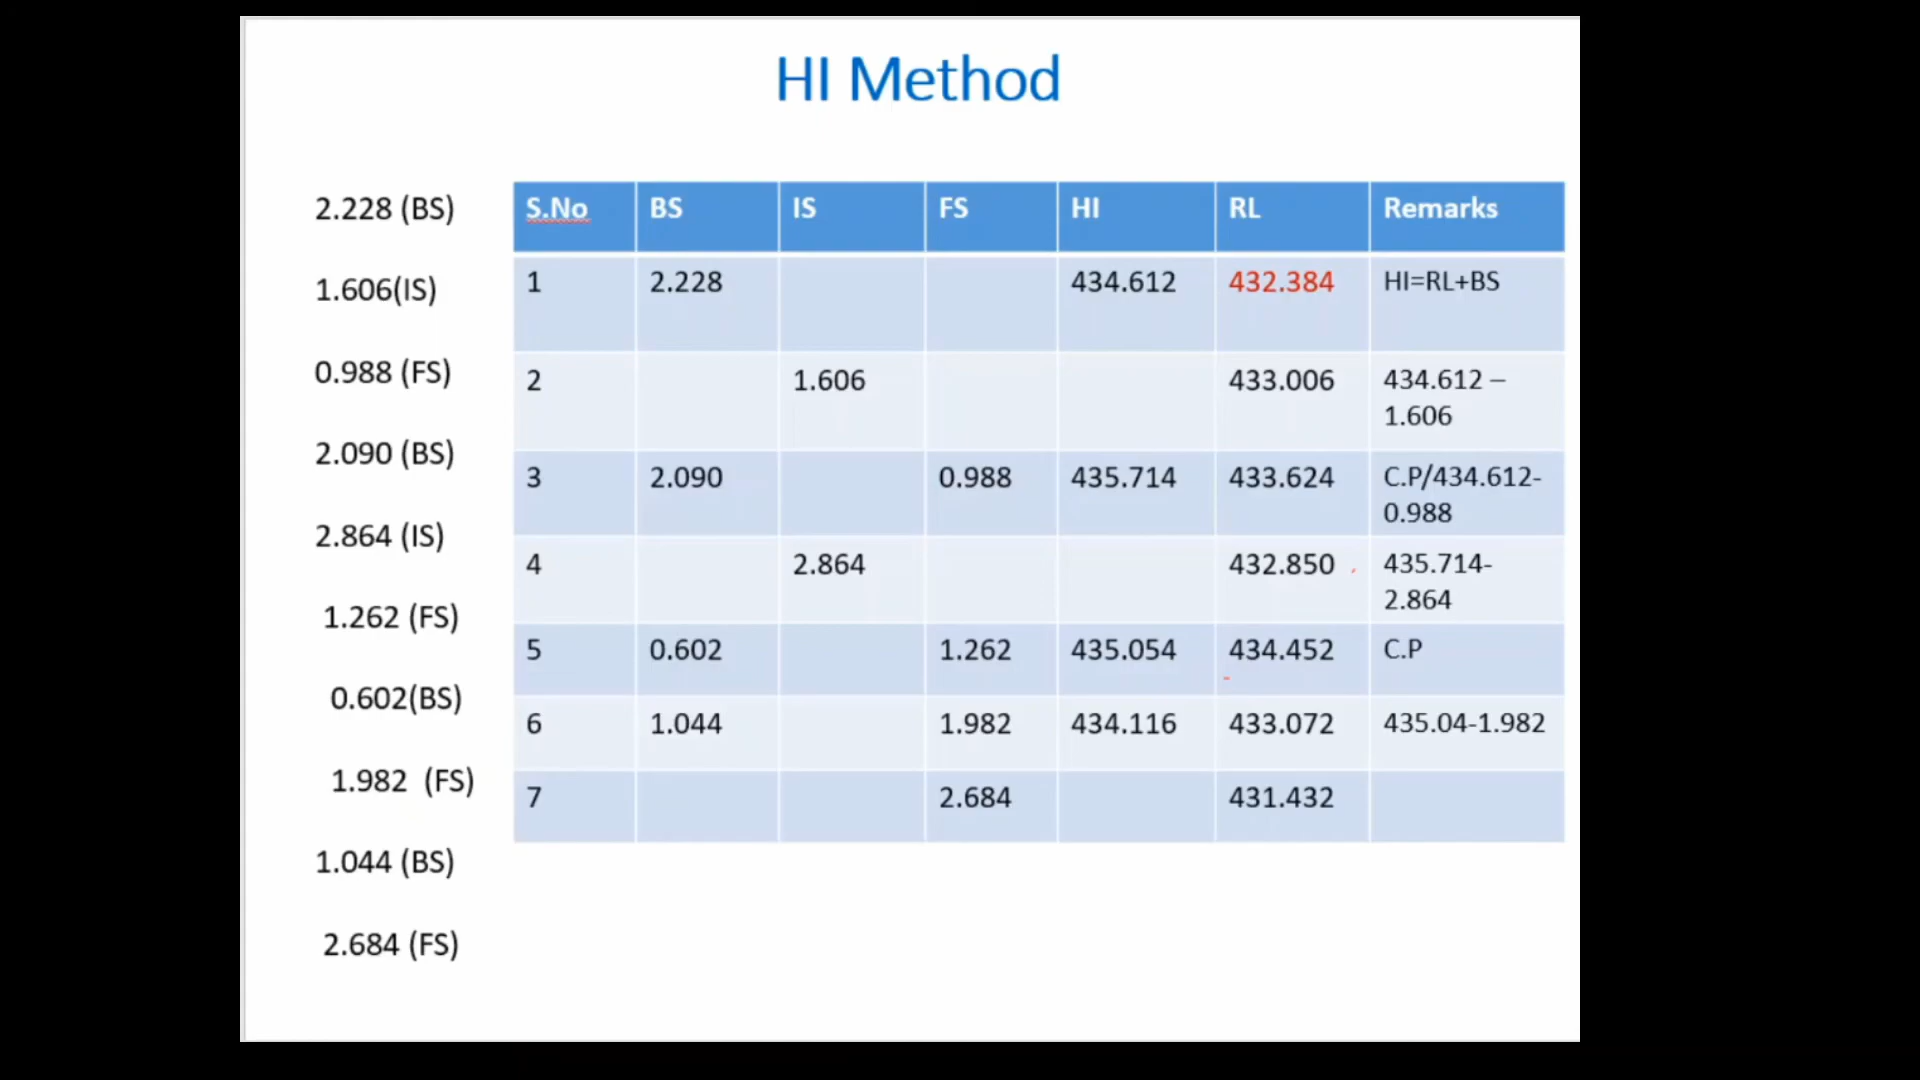 HI Method
2.228 (BS)
1.606(IS)
0.988 (FS)
2.090 (BS)
2.864 (IS)
1.262 (FS)
0.602(BS)
1.982 (FS)
1.044 (BS)
2.684 (FS)
S.No BS IS FS HI RL Remarks
1 2.228 434.612 432.384 HI=RL+BS
2 1.606 433.006 434.612 –
1.606
3 2.090 0.988 435.714 433.624 C.P/434.612-
0.988
4 2.864 432.850 435.714-
2.864
5 0.602 1.262 435.054 434.452 C.P
6 1.044 1.982 434.116 433.072 435.04-1.982
7 2.684 431.432